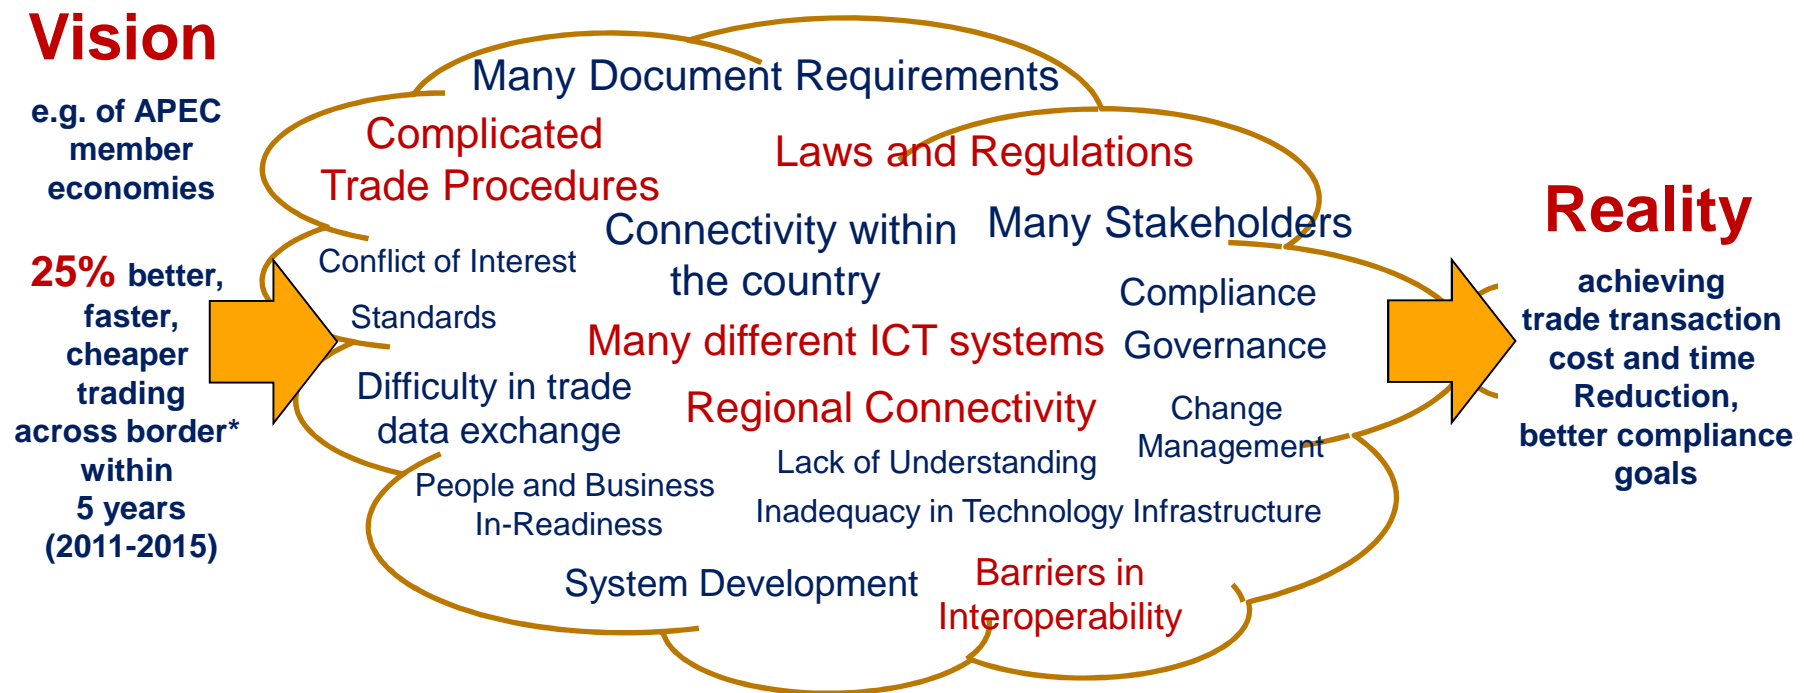 Vision
e.g. of APEC
member
economies
25% better,
faster,
cheaper
trading
across border*
within
5 years
(2011-2015)
Many Document Requirements
Complicated
Trade Procedures
Laws and Regulations
Connectivity within
the country
Many Stakeholders
Conflict of Interest
Standards
Compliance
Many different ICT systems
Governance
Difficulty in trade
data exchange
Regional Connectivity
Change
Management
Lack of Understanding
People and Business
In-Readiness
Inadequacy in Technology Infrastructure
System Development
Barriers in
Interoperability
Reality
achieving
trade transaction
cost and time
Reduction,
better compliance
goals